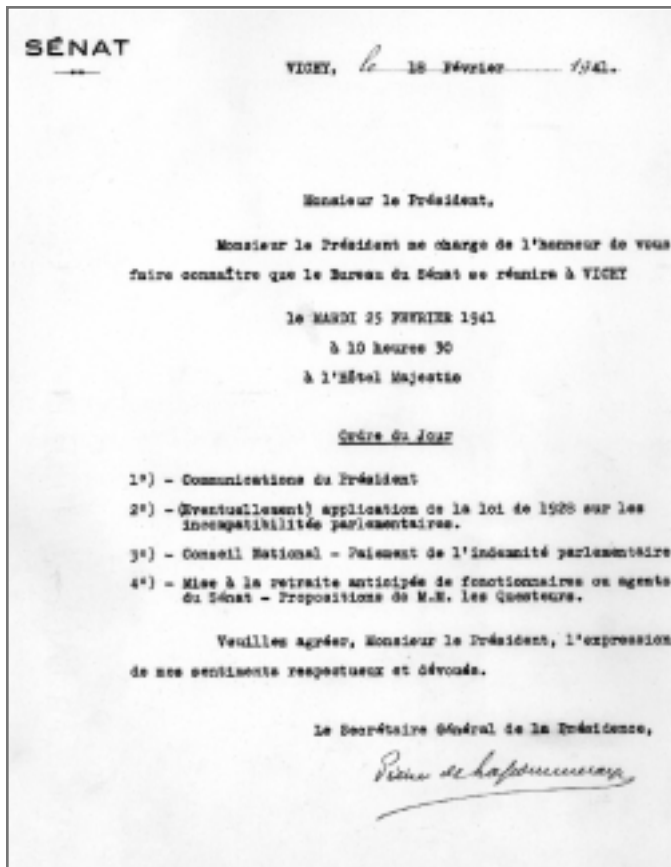 SÉNAT
VICHY, le 18 Février 1941.
Monsieur le Président,
Monsieur le Président me charge de l'honneur de vous
faire connaître que le Bureau du Sénat se réunira à VICHY
le MARDI 25 FEVRIER 1941
à 10 heures 30
à l'Hôtel Majestic
Ordre du Jour
1°) - Communications du Président
2°) - (Eventuellement) application de la loi de 1928 sur les
incompatibilités parlementaires.
3°) - Conseil National - Paiement de l'indemnité parlementaire
4°) - Mise à la retraite anticipée de fonctionnaires ou agents
du Sénat - Propositions de M.M. les Questeurs.
Veuillez agréer, Monsieur le Président, l'expression
de mes sentiments respectueux et dévoués.
Le Secrétaire Général de la Présidence,